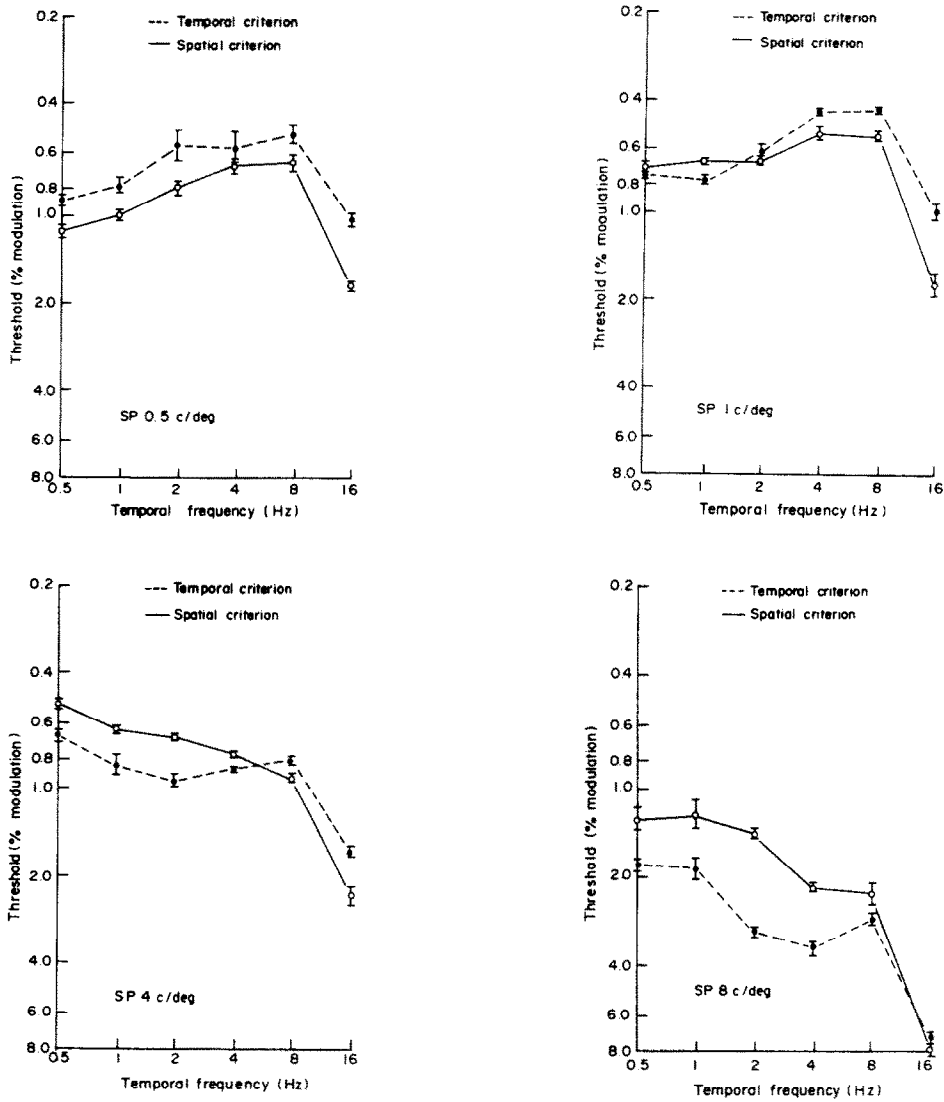 Temporal criterion
Spatial criterion
Threshold (% modulation)
0.2
0.4
0.6
0.8
1.0
2.0
4.0
6.0
8.0
SP 0.5 c/deg
0.5 1 2 4 8 16
Temporal frequency (Hz)
Temporal criterion
Spatial criterion
Threshold (% modulation)
0.2
0.4
0.6
0.8
1.0
2.0
4.0
6.0
8.0
SP 1 c/deg
0.5 1 2 4 8 16
Temporal frequency (Hz)
Temporal criterion
Spatial criterion
Threshold (% modulation)
0.2
0.4
0.6
0.8
1.0
2.0
4.0
6.0
8.0
SP 4 c/deg
0.5 1 2 4 8 16
Temporal frequency (Hz)
Temporal criterion
Spatial criterion
Threshold (% modulation)
0.2
0.4
0.6
0.8
1.0
2.0
4.0
6.0
8.0
SP 8 c/deg
0.5 1 2 4 8 16
Temporal frequency (Hz)